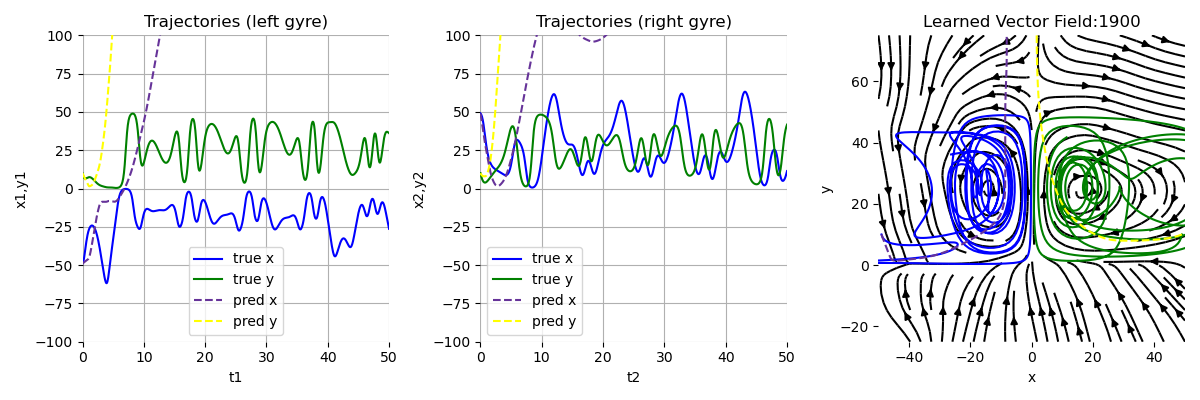 Trajectories (left gyre)
100
75
50
25
0
−25
−50
−75
−100
x1,y1
0
10
20
30
40
50
t1
true x
true y
pred x
pred y
Trajectories (right gyre)
100
75
50
25
0
−25
−50
−75
−100
x2,y2
0
10
20
30
40
50
t2
true x
true y
pred x
pred y
Learned Vector Field:1900
60
40
20
0
−20
y
−40
−20
0
20
40
x